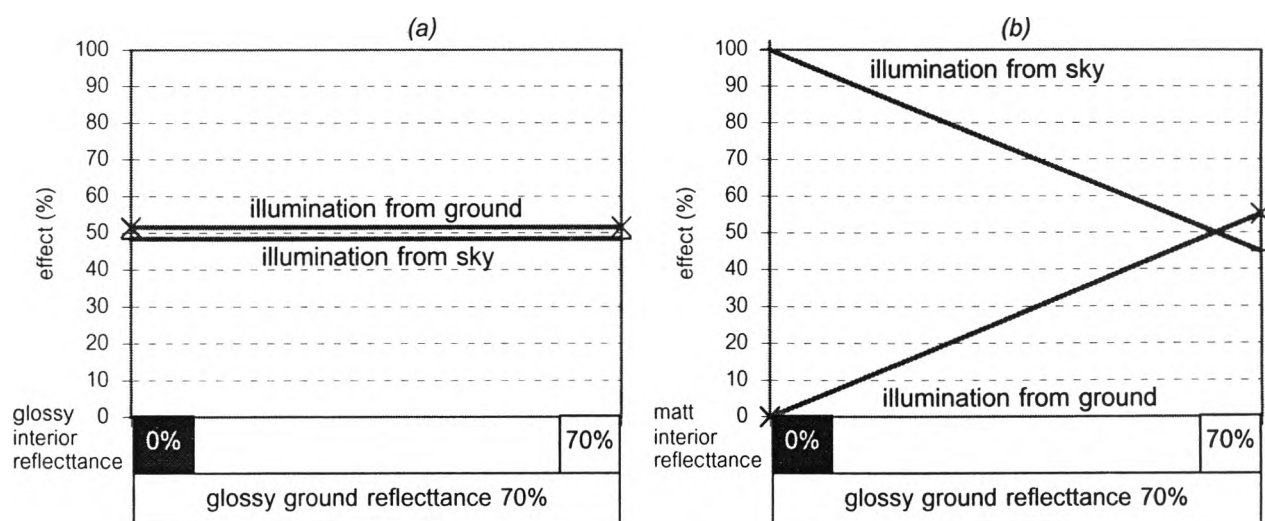 (a)
100
90
80
70
60
50
40
30
20
10
0
effect (%)
illumination from ground
illumination from sky
glossy
interior
reflecttance
0%
70%
glossy ground reflecttance 70%
(b)
100
90
80
70
60
50
40
30
20
10
0
effect (%)
illumination from sky
illumination from ground
matt
interior
reflecttance
0%
70%
glossy ground reflecttance 70%